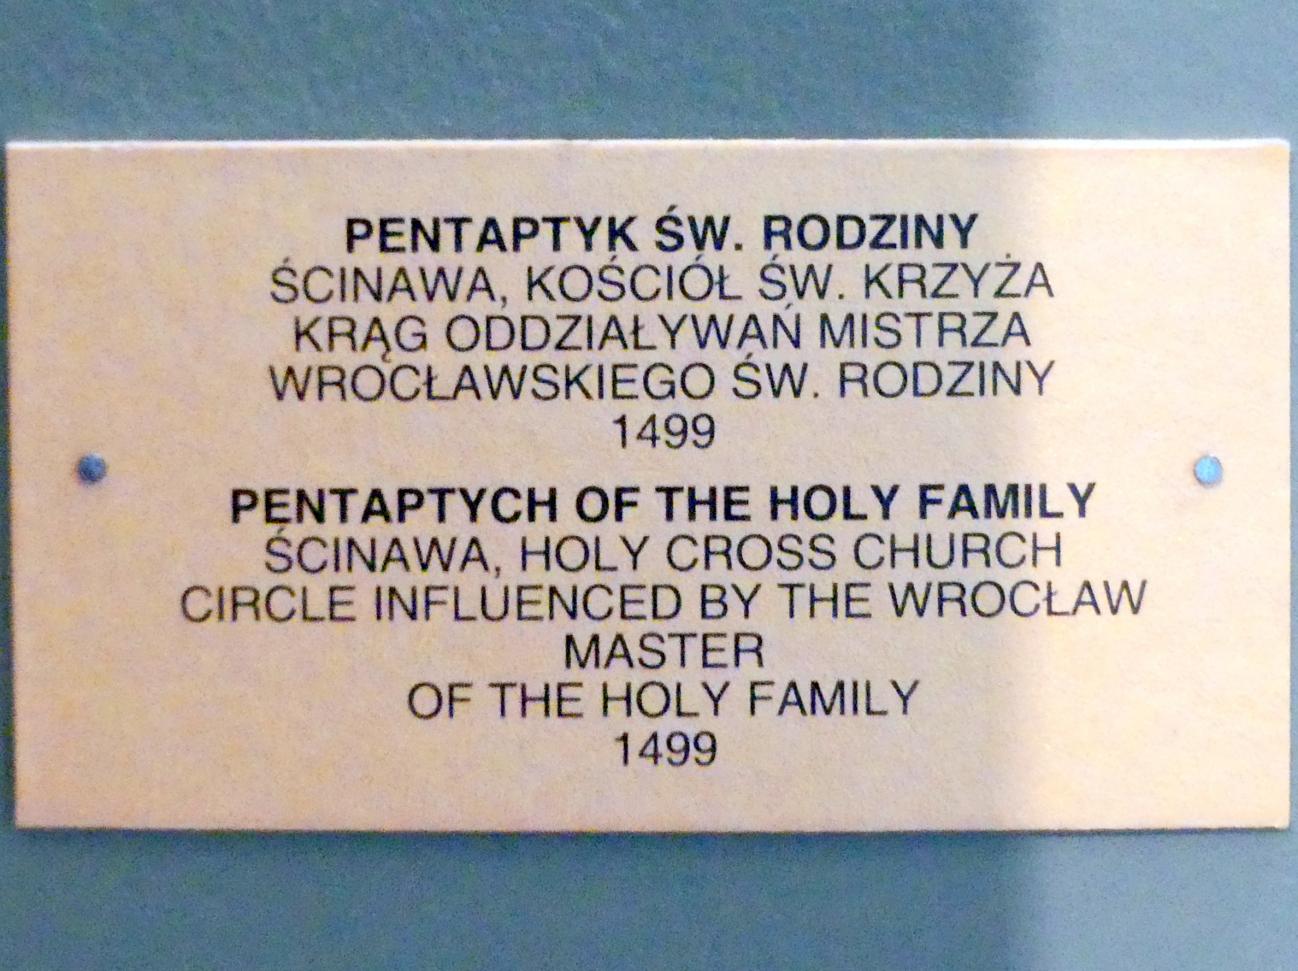 PENTAPTYK ŚW. RODZINY
ŚCINAWA, KOŚCIÓŁ ŚW. KRZYŻA
KRĄG ODDZIAŁYWAŃ MISTRZA
WROCŁAWSKIEGO ŚW. RODZINY
1499
PENTAPTYCH OF THE HOLY FAMILY
ŚCINAWA, HOLY CROSS CHURCH
CIRCLE INFLUENCED BY THE WROCŁAW
MASTER
OF THE HOLY FAMILY
1499